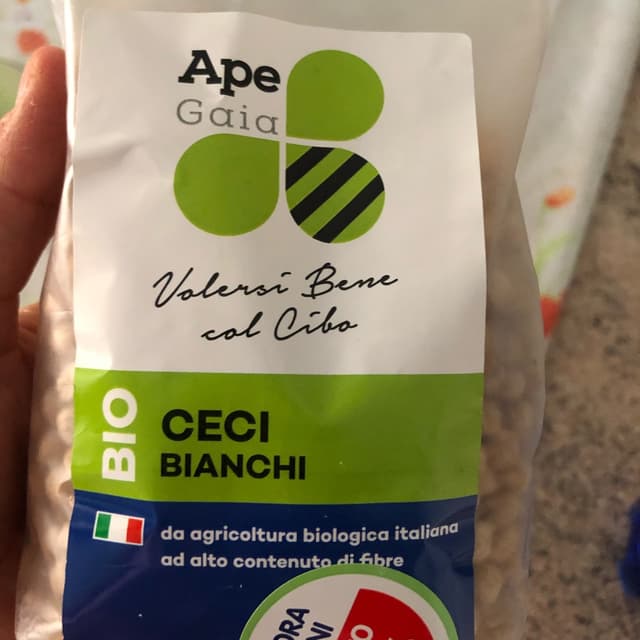 Ape
Gaia
Volersi Bene
col Cibo
BIO
CECI
BIANCHI
da agricoltura biologica italiana
ad alto contenuto di fibre